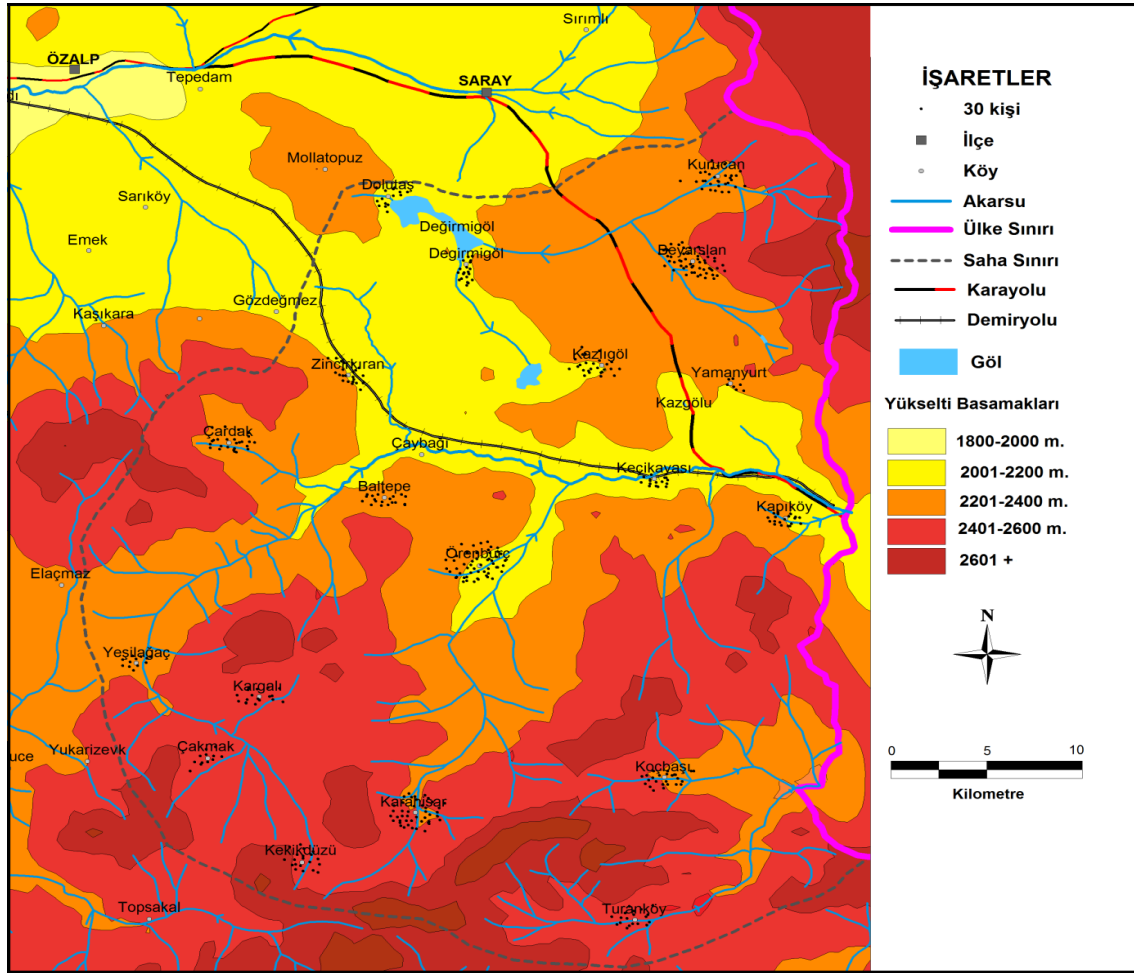 Sırımlı
ÖZALP
Tepedam
dı
SARAY
Mollatopuz
Kurucan
Dolutaş
Sarıköy
Değirmigöl
Emek
Değirmigöl
Beyarslan
Gözdeğmez
Kaşıkara
Zincirkıran
Kazlıgöl
Yamanyurt
Kazgölu
Çardak
Çaybağı
Keçikayası
Baltepe
Kapıköy
Örenburç
Elaçmaz
Yeşilağaç
Kargalı
Yukarizevk
Çakmak
uce
Koçbaşı
Karahisar
Kekikdüzü
Topsakal
Turanköy
İŞARETLER
30 kişi
İlçe
Köy
Akarsu
Ülke Sınırı
Saha Sınırı
Karayolu
Demiryolu
Göl
Yükselti Basamakları
1800-2000 m.
2001-2200 m.
2201-2400 m.
2401-2600 m.
2601 +
N
0 5 10
Kilometre